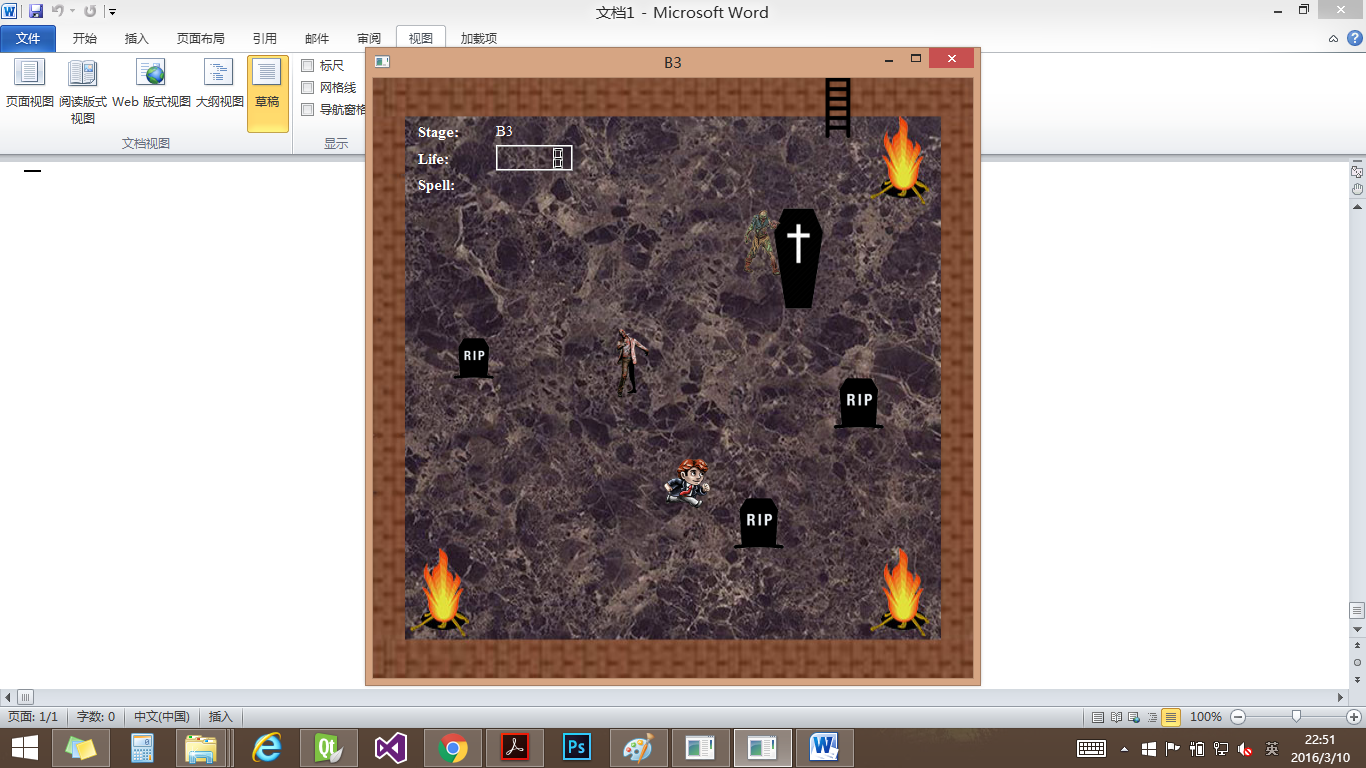 文档1 - Microsoft Word
文件 开始 插入 页面布局 引用 邮件 审阅 视图 加载项
页面视图 阅读版式视图 Web 版式视图 大纲视图 草稿
标尺
网格线
导航窗格
文档视图 显示
B3
Stage: B3
Life: 8
Spell:
RIP
RIP
RIP
页面: 1/1 字数: 0 中文(中国) 插入 100%
Qt
Ps
W
英
22:51
2016/3/10